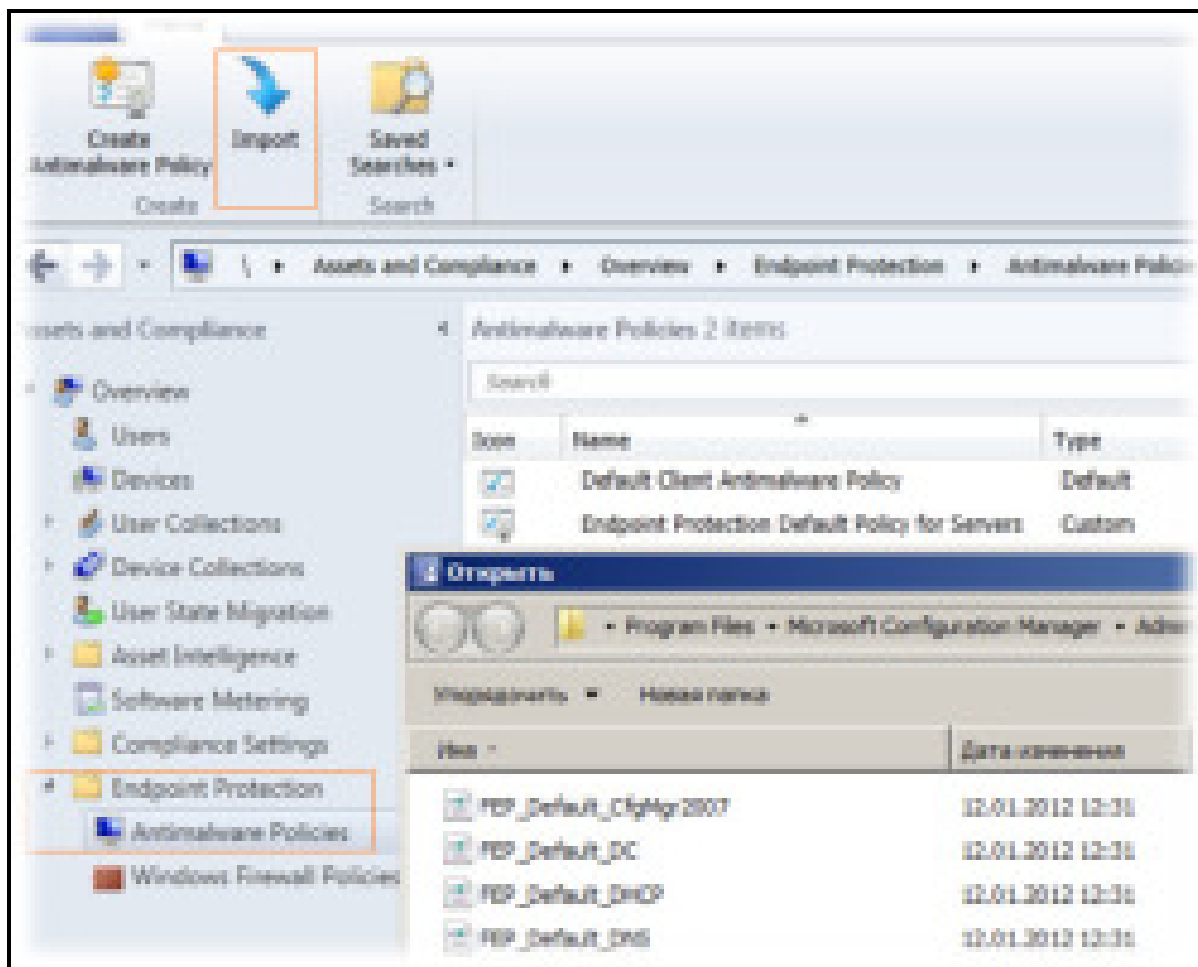 Create
Antimalware Policy
Import
Saved
Searches
Create
Search
\ Assets and Compliance Overview Endpoint Protection Antimalware Policie
ssets and Compliance
Antimalware Policies 2 items
Overview
Search
Users
Icon Name Type
Devices
Default Client Antimalware Policy Default
User Collections
Endpoint Protection Default Policy for Servers Custom
Device Collections
Открыть
User State Migration
Program Files Microsoft Configuration Manager Admin
Asset Intelligence
Software Metering
Упорядочить Новая папка
Compliance Settings
Имя Дата изменения
Endpoint Protection
FEP_Default_CfgMgr2007 12.01.2012 12:31
Antimalware Policies
FEP_Default_DC 12.01.2012 12:31
Windows Firewall Policies
FEP_Default_DHCP 12.01.2012 12:31
FEP_Default_DNS 12.01.2012 12:31